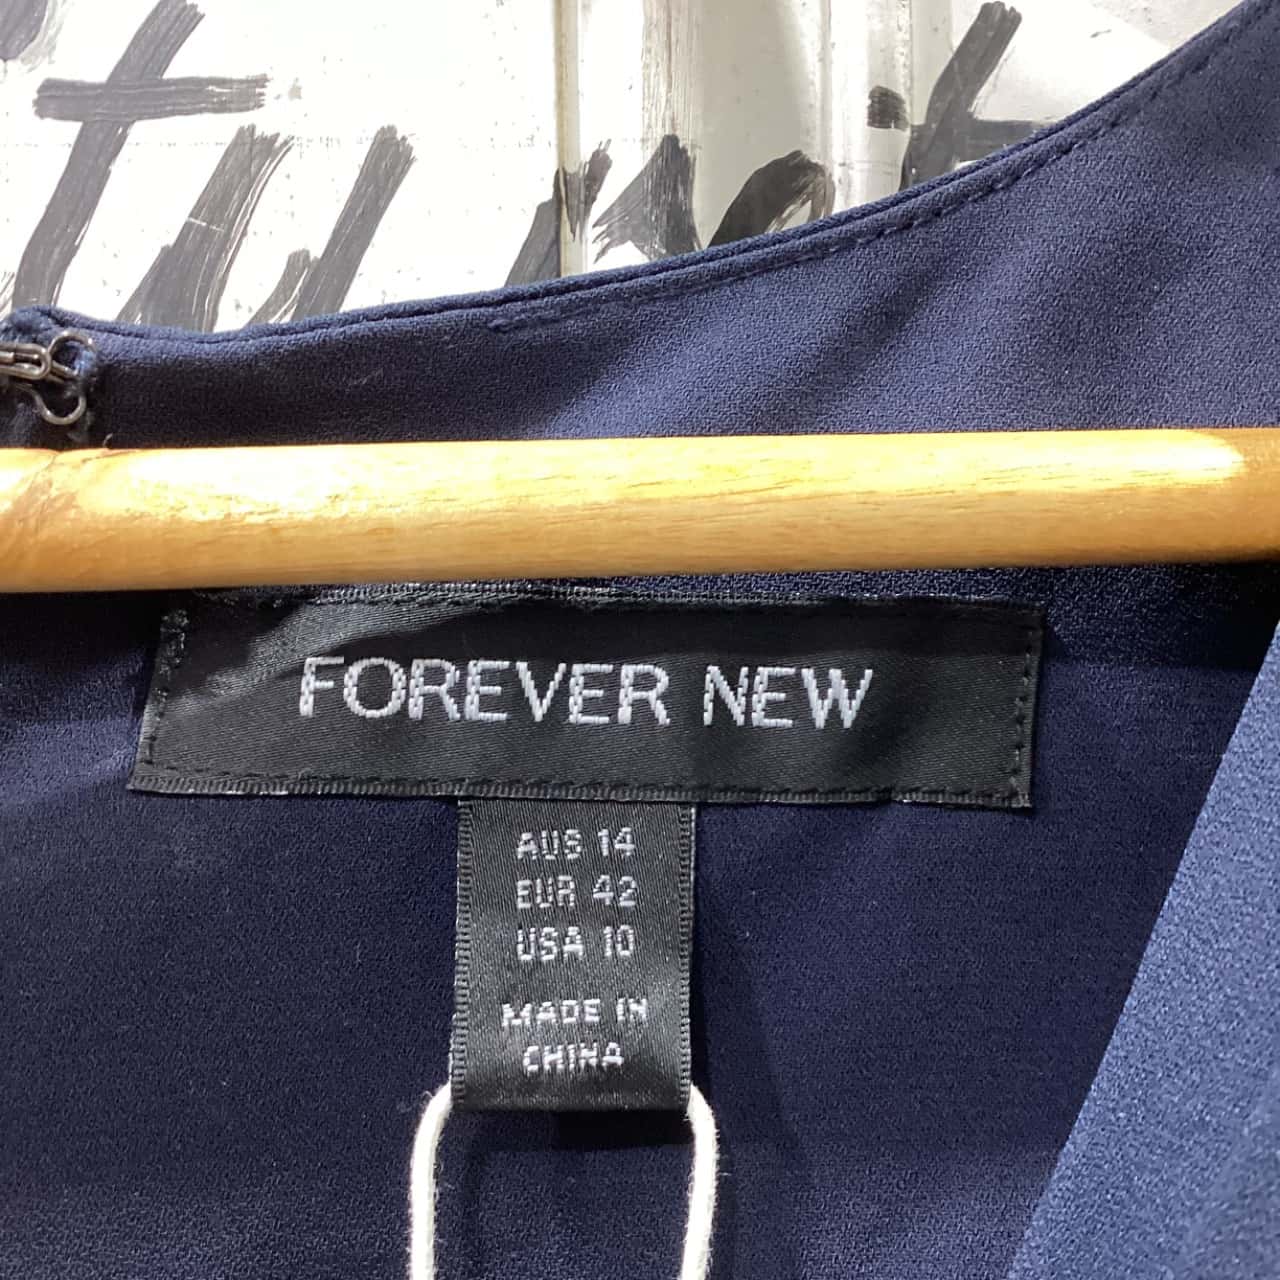 FOREVER NEW
AUS 14
EUR 42
USA 10
MADE IN
CHINA